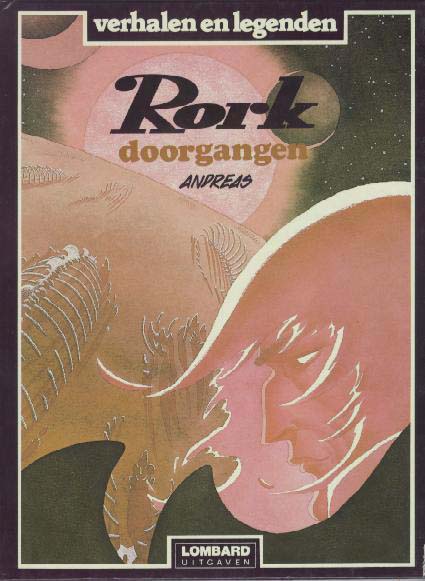 verhalen en legenden
Rork
doorgangen
ANDREAS
LOMBARD
UITGAVEN